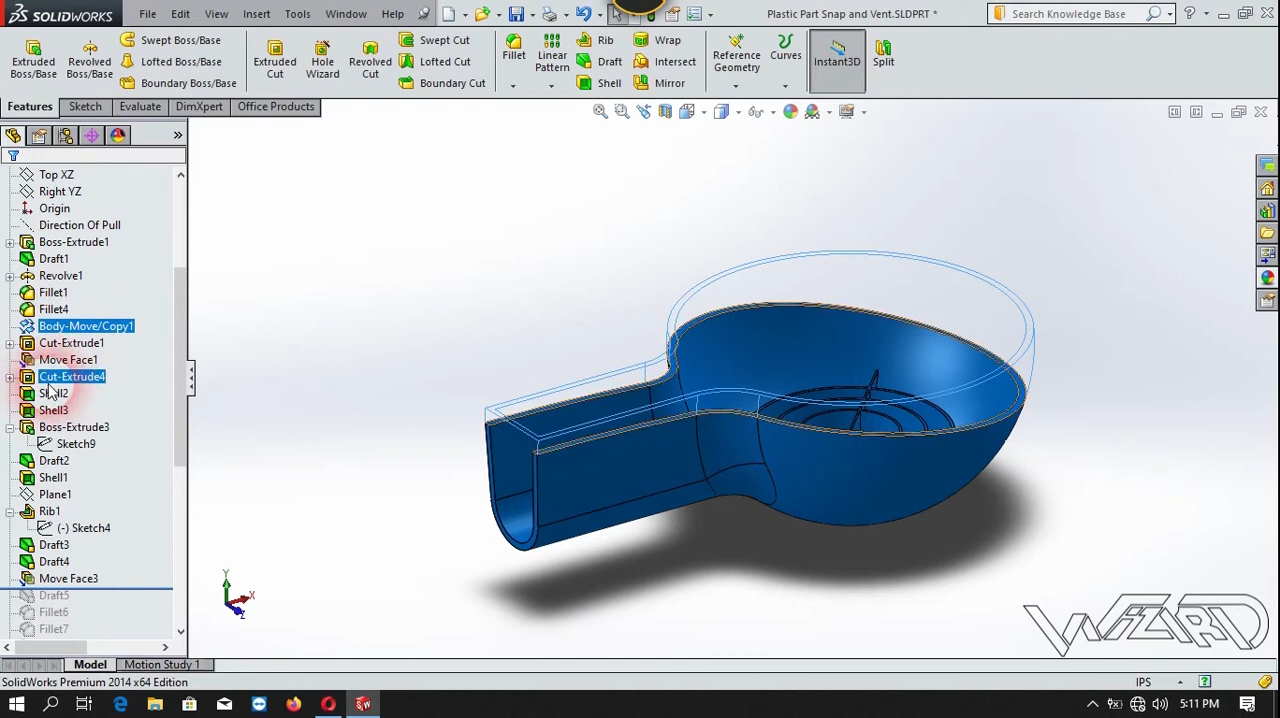 SOLIDWORKS File Edit View Insert Tools Window Help Plastic Part Snap and Vent.SLDPRT * Search Knowledge Base
Extruded Boss/Base
Revolved Boss/Base
Swept Boss/Base
Lofted Boss/Base
Boundary Boss/Base
Extruded Cut
Hole Wizard
Revolved Cut
Swept Cut
Lofted Cut
Boundary Cut
Fillet
Linear Pattern
Rib
Draft
Shell
Wrap
Intersect
Mirror
Reference Geometry
Curves
Instant3D
Split
Features Sketch Evaluate DimXpert Office Products
Top XZ
Right YZ
Origin
Direction Of Pull
Boss-Extrude1
Draft1
Revolve1
Fillet1
Fillet4
Body-Move/Copy1
Cut-Extrude1
Move Face1
Cut-Extrude4
Shell2
Shell3
Boss-Extrude3
Sketch9
Draft2
Shell1
Plane1
Rib1
(-) Sketch4
Draft3
Draft4
Move Face3
Draft5
Fillet6
Fillet7
Y
X
Z
WIZARD
Model Motion Study 1
SolidWorks Premium 2014 x64 Edition IPS
5:11 PM